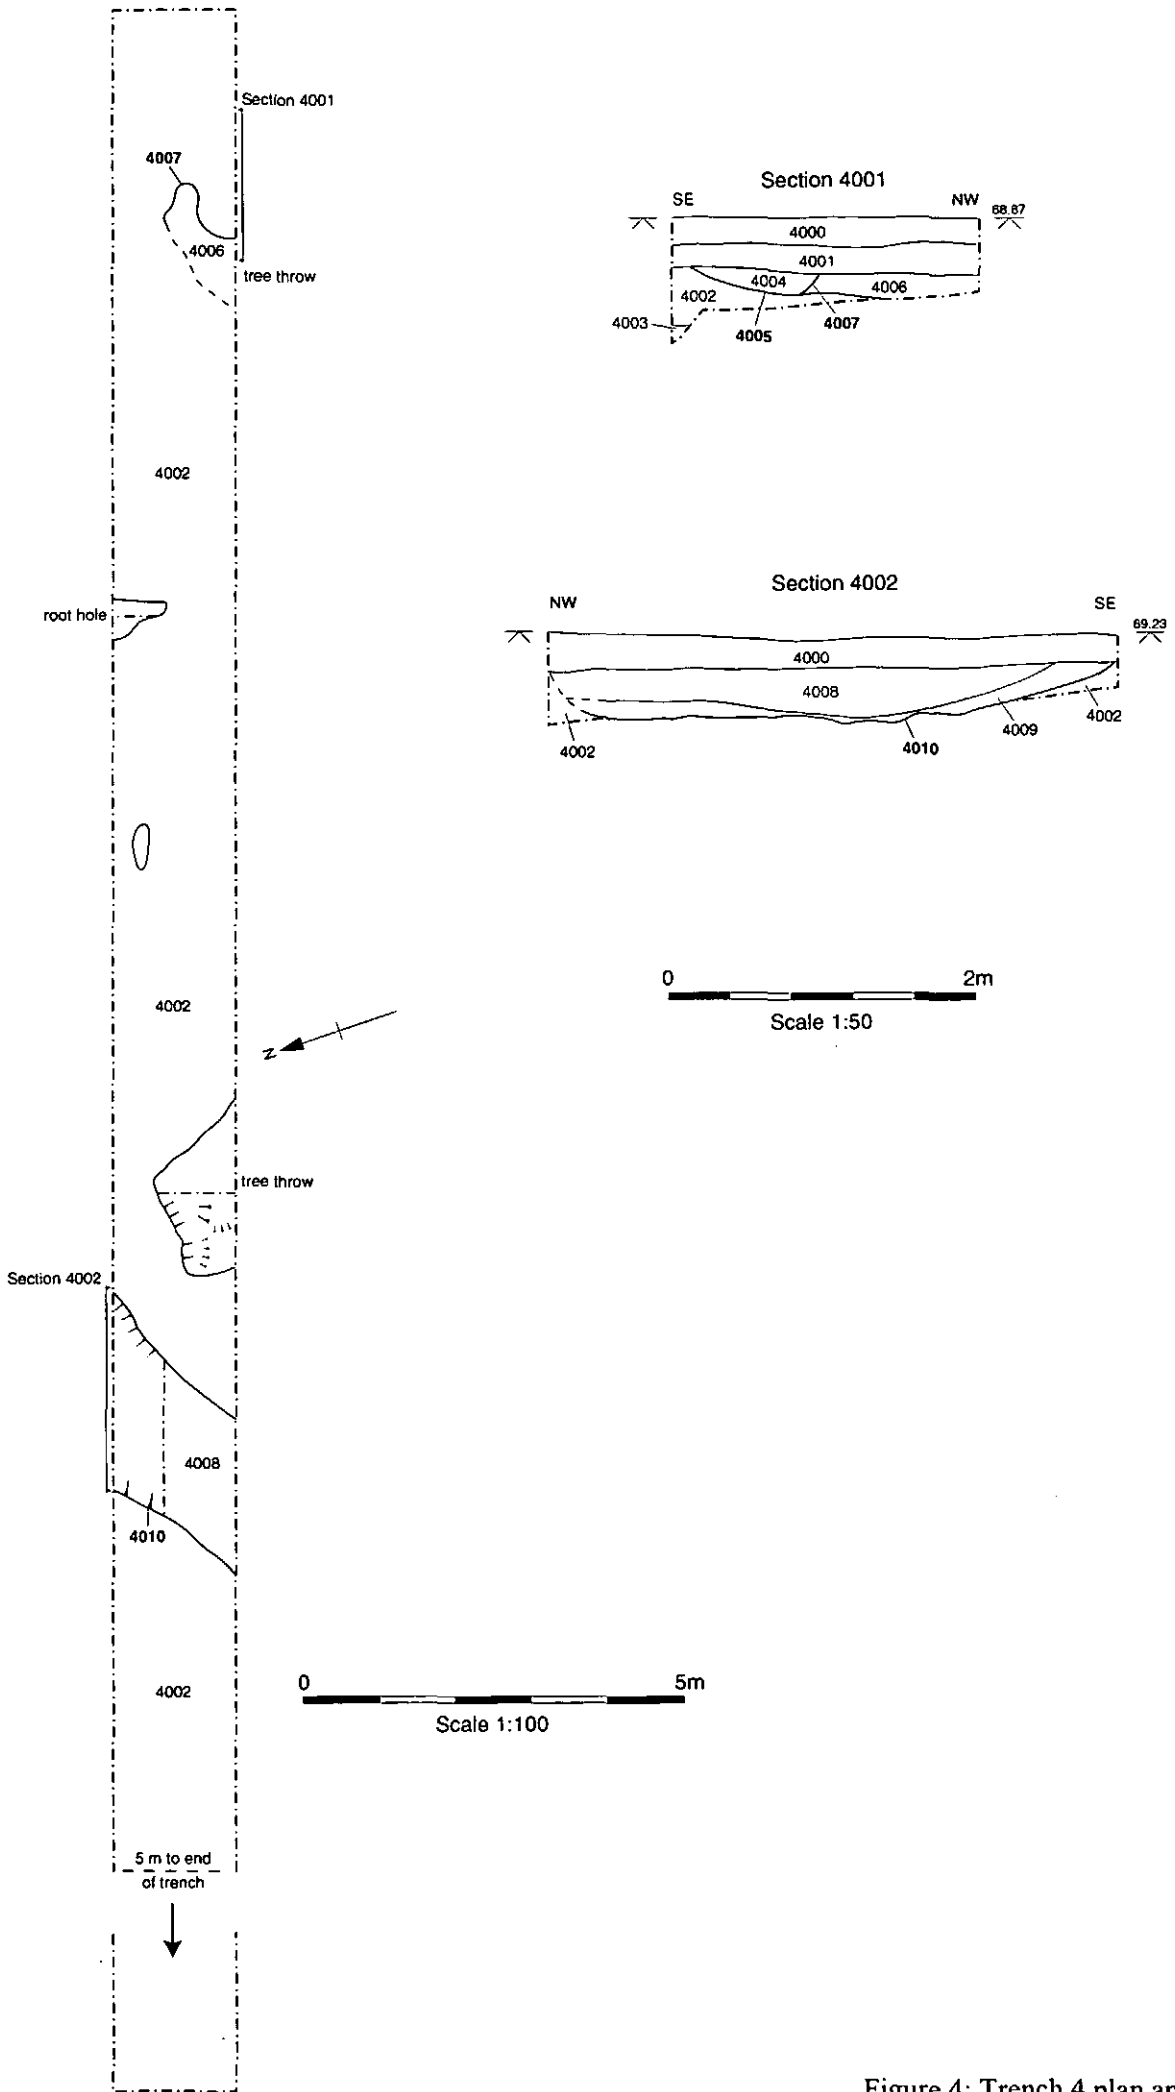 Section 4001
4007
4006
tree throw
4002
root hole
4002
N
tree throw
Section 4002
4008
4010
4002
5 m to end
of trench
Section 4001
SE
NW
68.87
4000
4001
4004
4006
4002
4003
4005
4007
Section 4002
NW
SE
69.23
4000
4008
4002
4009
4002
4010
0
2m
Scale 1:50
0
5m
Scale 1:100
Figure 4: Trench 4 plan an